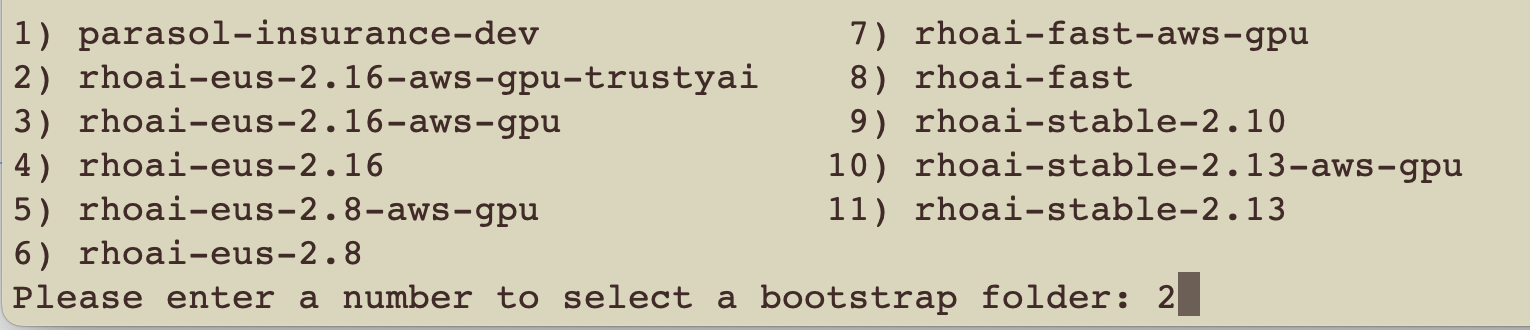 1) parasol-insurance-dev 7) rhoai-fast-aws-gpu
2) rhoai-eus-2.16-aws-gpu-trustyai 8) rhoai-fast
3) rhoai-eus-2.16-aws-gpu 9) rhoai-stable-2.10
4) rhoai-eus-2.16 10) rhoai-stable-2.13-aws-gpu
5) rhoai-eus-2.8-aws-gpu 11) rhoai-stable-2.13
6) rhoai-eus-2.8
Please enter a number to select a bootstrap folder: 2